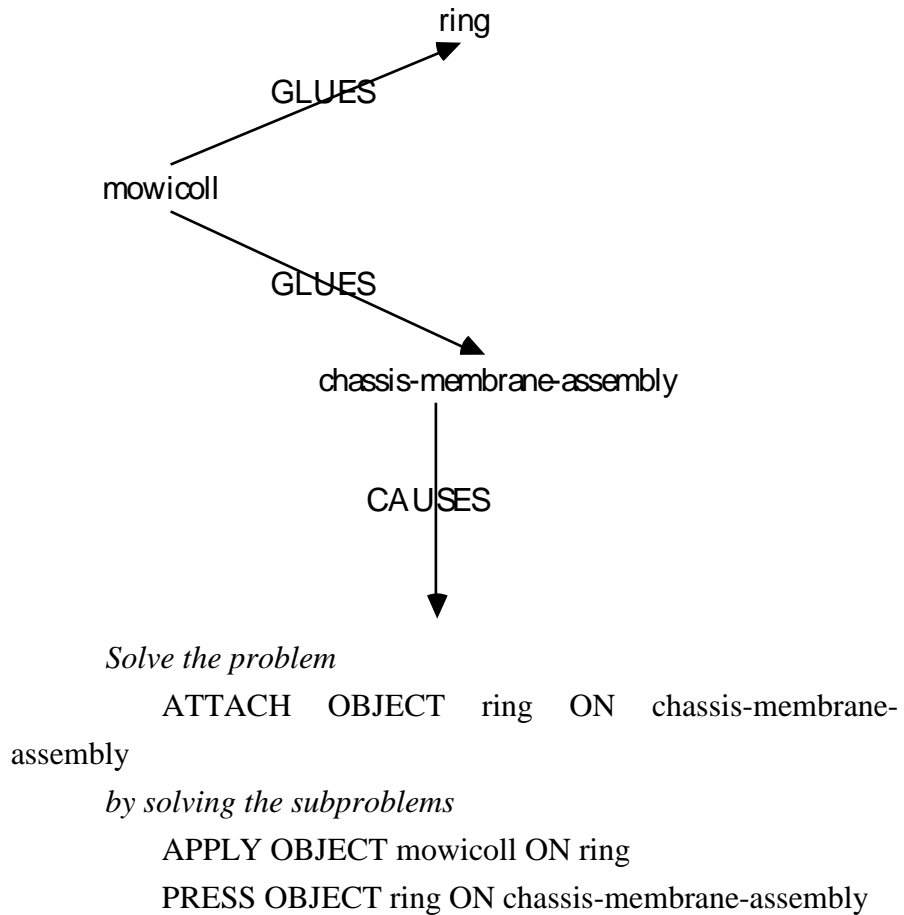 ring
GLUES
mowicoll
GLUES
chassis-membrane-assembly
CAUSES
Solve the problem
ATTACH OBJECT ring ON chassis-membrane-
assembly
by solving the subproblems
APPLY OBJECT mowicoll ON ring
PRESS OBJECT ring ON chassis-membrane-assembly